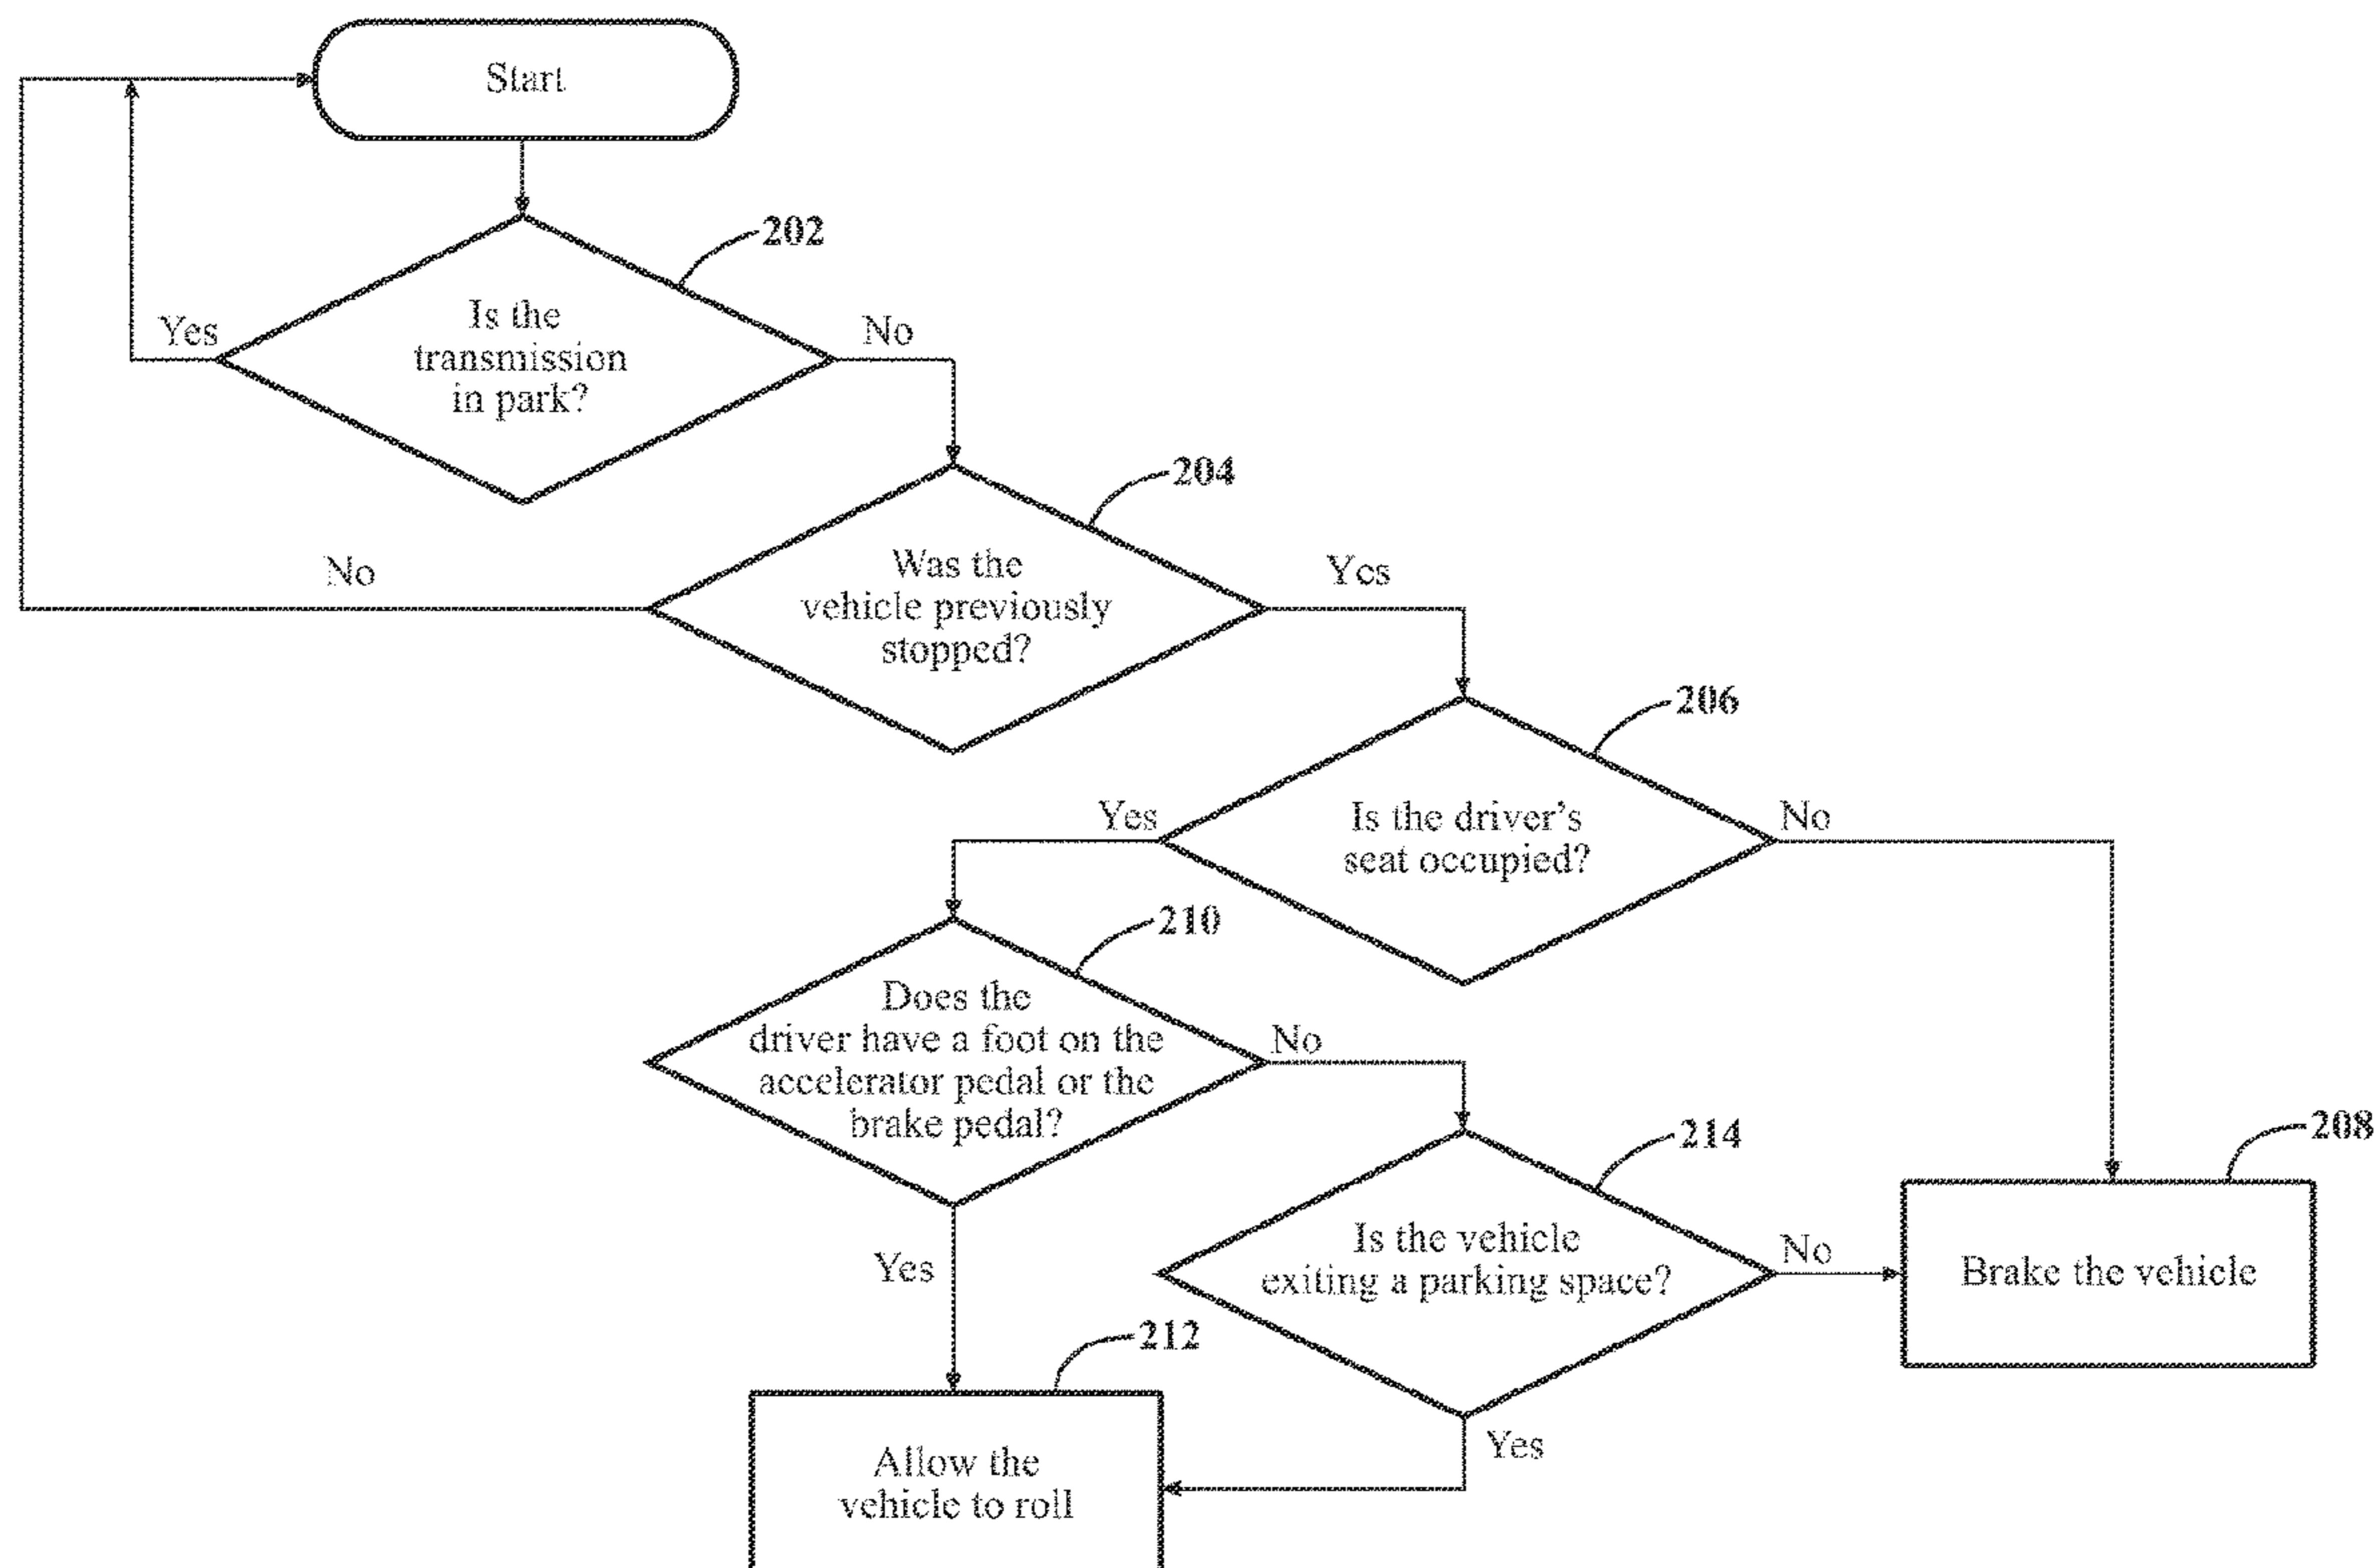 Start
202
Is the
transmission
in park?
Yes
No
204
Was the
vehicle previously
stopped?
No
Yes
206
Is the driver's
seat occupied?
Yes
No
210
Does the
driver have a foot on the
accelerator pedal or the
brake pedal?
No
Yes
214
Is the vehicle
exiting a parking space?
No
Yes
208
Brake the vehicle
212
Allow the
vehicle to roll